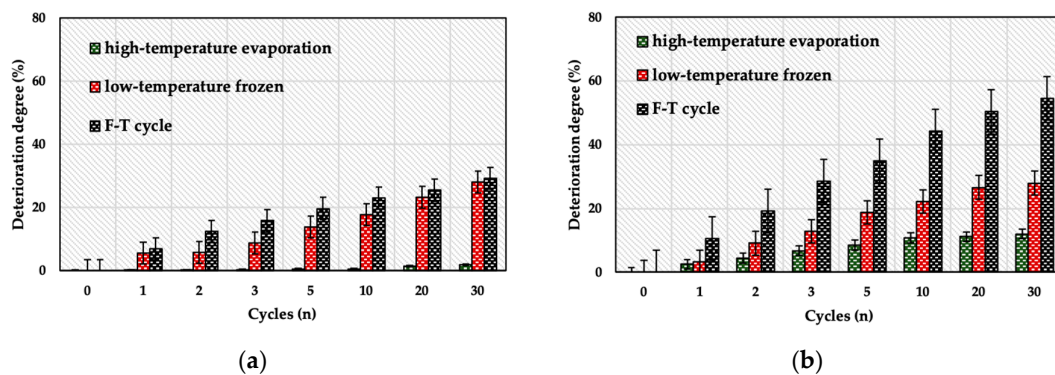 80
60
40
20
0
Deterioration degree (%)
high-temperature evaporation
low-temperature frozen
F-T cycle
0 1 2 3 5 10 20 30
Cycles (n)
(a)
80
60
40
20
0
Deterioration degree (%)
high-temperature evaporation
low-temperature frozen
F-T cycle
0 1 2 3 5 10 20 30
Cycles (n)
(b)